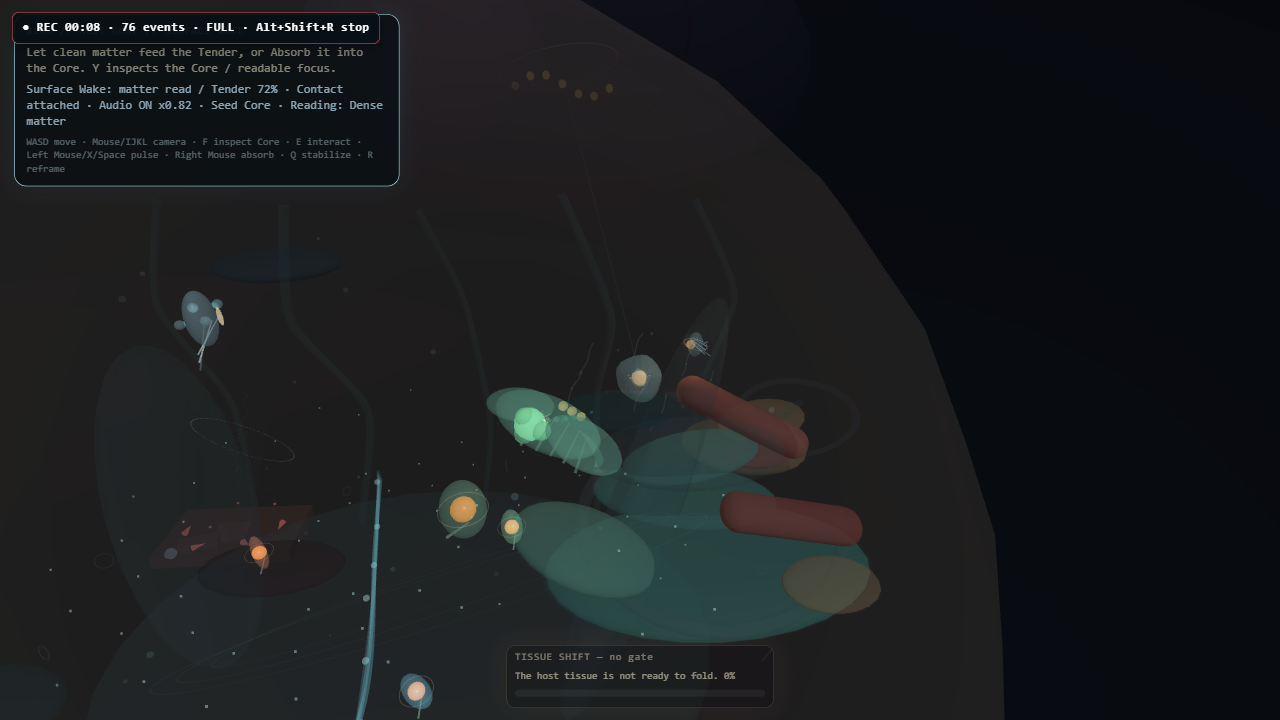 ● REC 00:08 · 76 events · FULL · Alt+Shift+R stop
Let clean matter feed the Tender, or Absorb it into
the Core. Y inspects the Core / readable focus.
Surface Wake: matter read / Tender 72% · Contact
attached · Audio ON x0.82 · Seed Core · Reading: Dense
matter
WASD move · Mouse/IJKL camera · F inspect Core · E interact ·
Left Mouse/X/Space pulse · Right Mouse absorb · Q stabilize · R
reframe
TISSUE SHIFT — no gate
The host tissue is not ready to fold. 0%